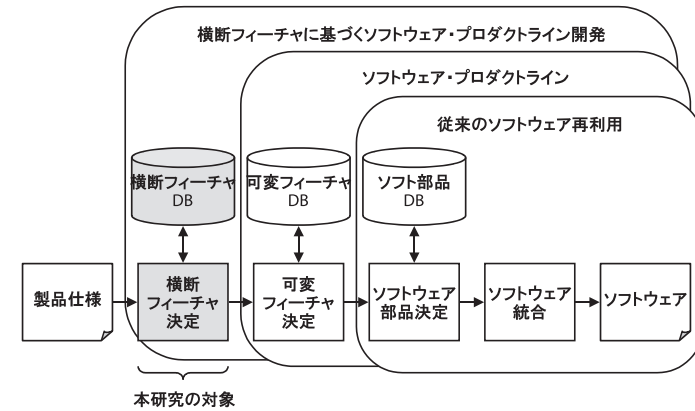 横断フィーチャに基づくソフトウェア・プロダクトライン開発
ソフトウェア・プロダクトライン
従来のソフトウェア再利用
横断フィーチャ
DB
可変フィーチャ
DB
ソフト部品
DB
製品仕様
横断
フィーチャ
決定
可変
フィーチャ
決定
ソフトウェア
部品決定
ソフトウェア
統合
ソフトウェア
本研究の対象